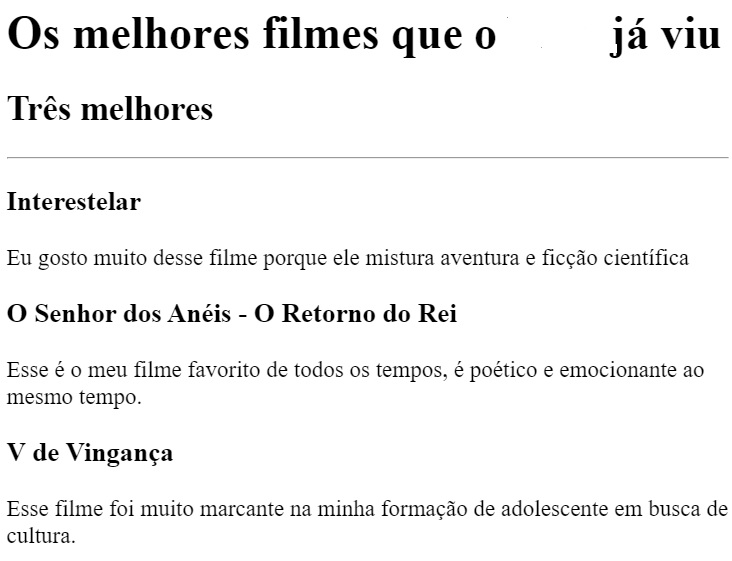 Os melhores filmes que o já viu
Três melhores
Interestelar
Eu gosto muito desse filme porque ele mistura aventura e ficção científica
O Senhor dos Anéis - O Retorno do Rei
Esse é o meu filme favorito de todos os tempos, é poético e emocionante ao
mesmo tempo.
V de Vingança
Esse filme foi muito marcante na minha formação de adolescente em busca de
cultura.